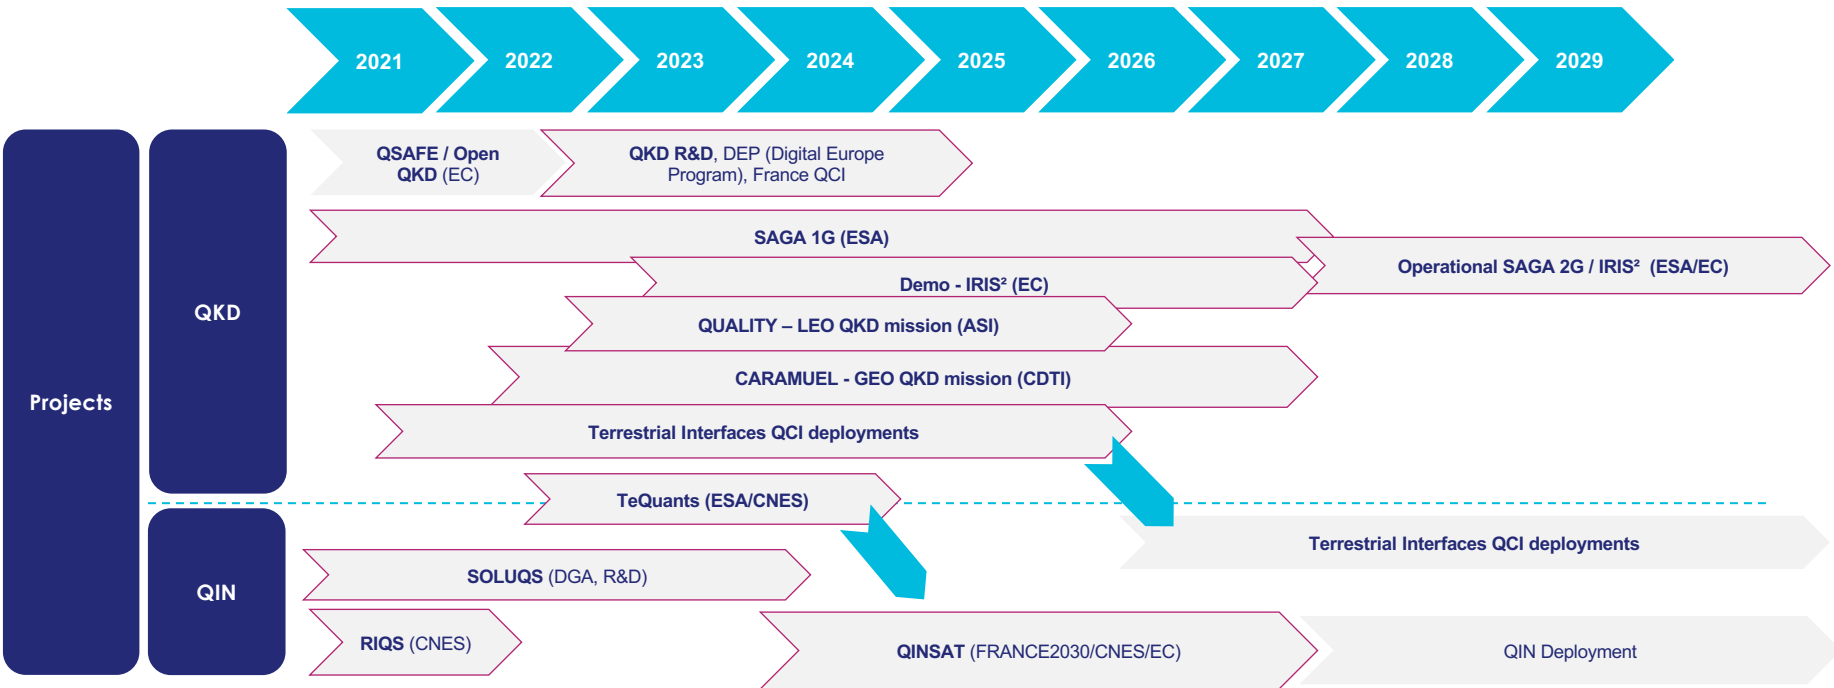 2021 2022 2023 2024 2025 2026 2027 2028 2029
Projects
QKD
QSAFE / Open
QKD (EC)
QKD R&D, DEP (Digital Europe
Program), France QCI
SAGA 1G (ESA)
Operational SAGA 2G / IRIS² (ESA/EC)
Demo - IRIS² (EC)
QUALITY – LEO QKD mission (ASI)
CARAMUEL - GEO QKD mission (CDTI)
Terrestrial Interfaces QCI deployments
TeQuants (ESA/CNES)
QIN
Terrestrial Interfaces QCI deployments
SOLUQS (DGA, R&D)
RIQS (CNES)
QINSAT (FRANCE2030/CNES/EC)
QIN Deployment